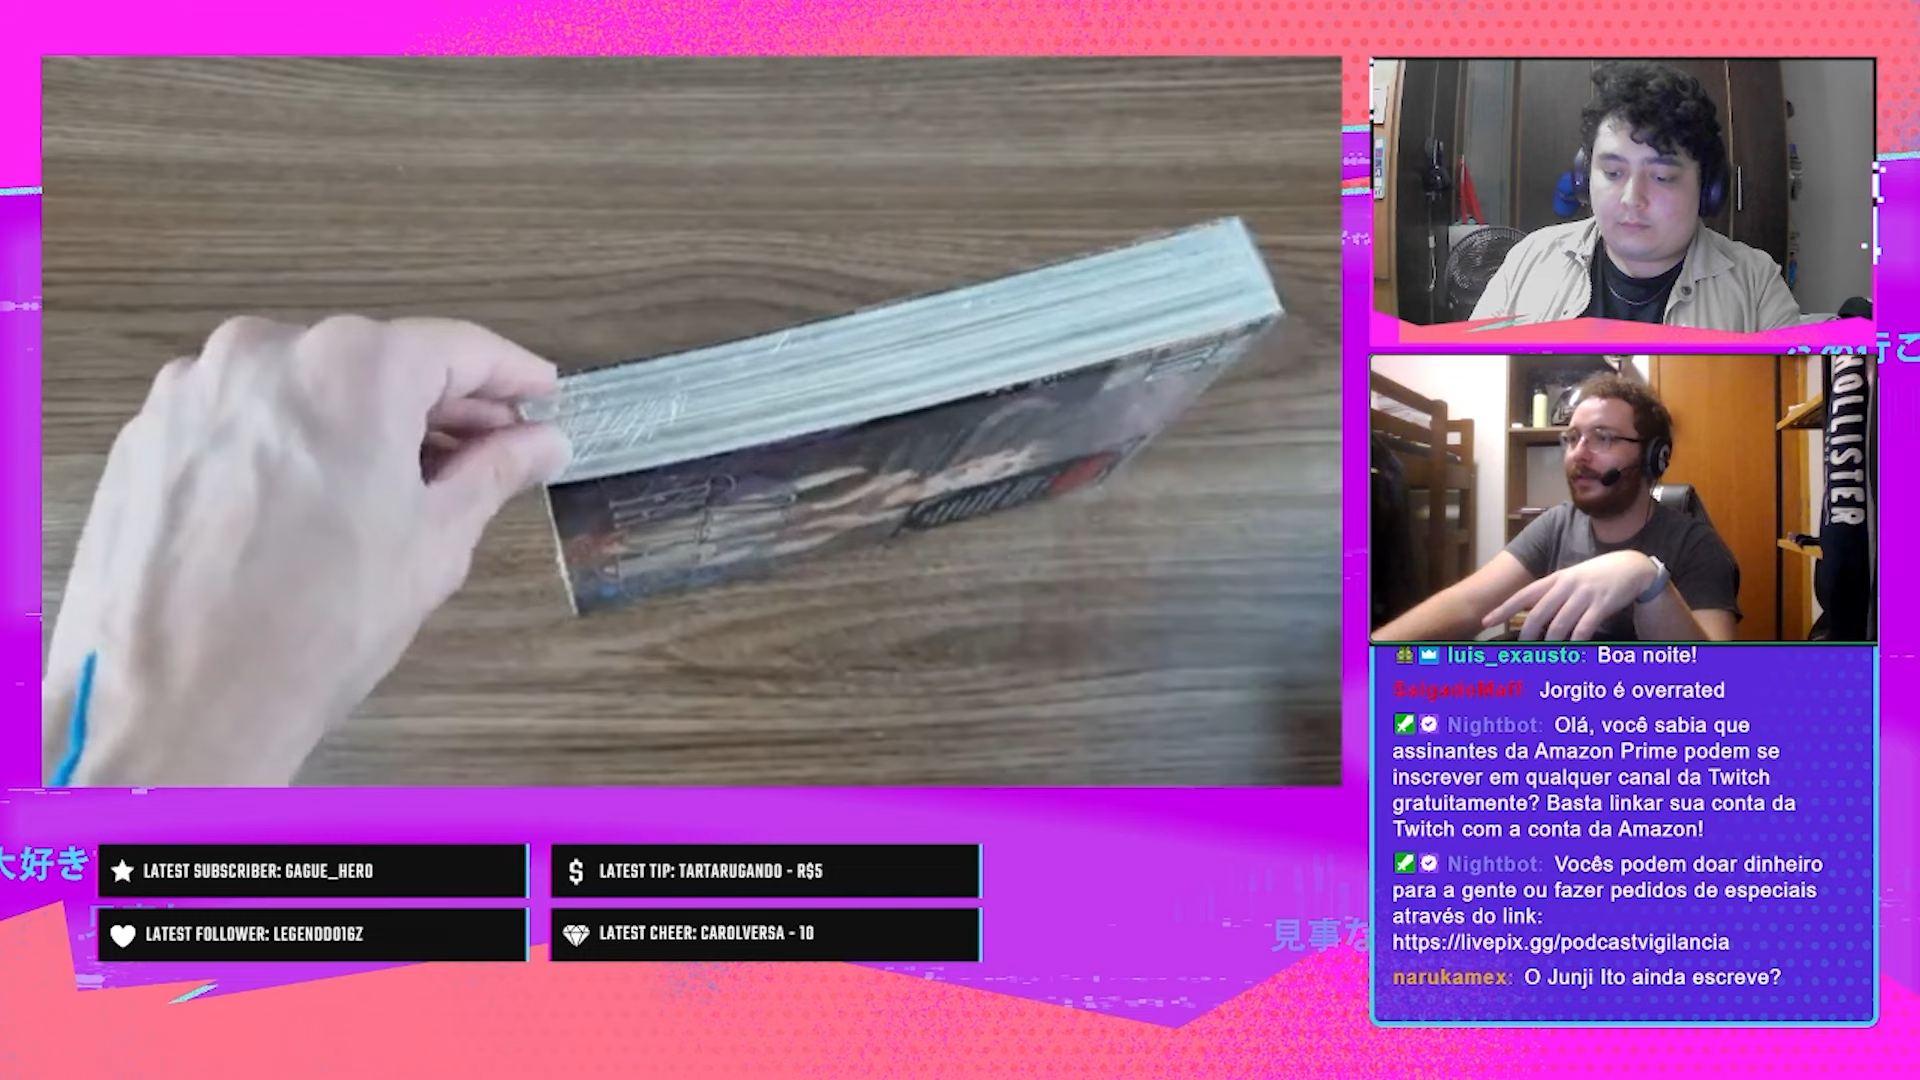 HOLLISTER
luis_exausto: Boa noite!
SalgadoMaff Jorgito é overrated
Nightbot: Olá, você sabia que
assinantes da Amazon Prime podem se
inscrever em qualquer canal da Twitch
gratuitamente? Basta linkar sua conta da
Twitch com a conta da Amazon!
Nightbot: Vocês podem doar dinheiro
para a gente ou fazer pedidos de especiais
através do link:
https://livepix.gg/podcastvigilancia
narukamex: O Junji Ito ainda escreve?
大好き
LATEST SUBSCRIBER: GAGUE_HERO
LATEST TIP: TARTARUGANDO - R$5
LATEST FOLLOWER: LEGENDD016Z
LATEST CHEER: CAROLVERSA - 10
見事な